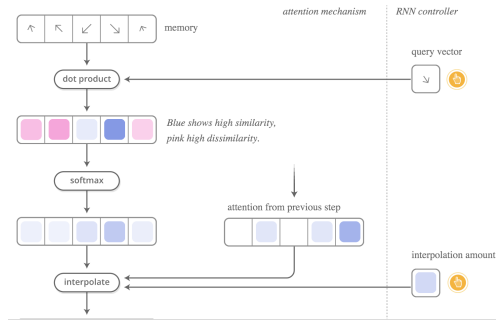 attention mechanism
RNN controller
memory
query vector
dot product
Blue shows high similarity,
pink high dissimilarity.
softmax
attention from previous step
interpolation amount
interpolate